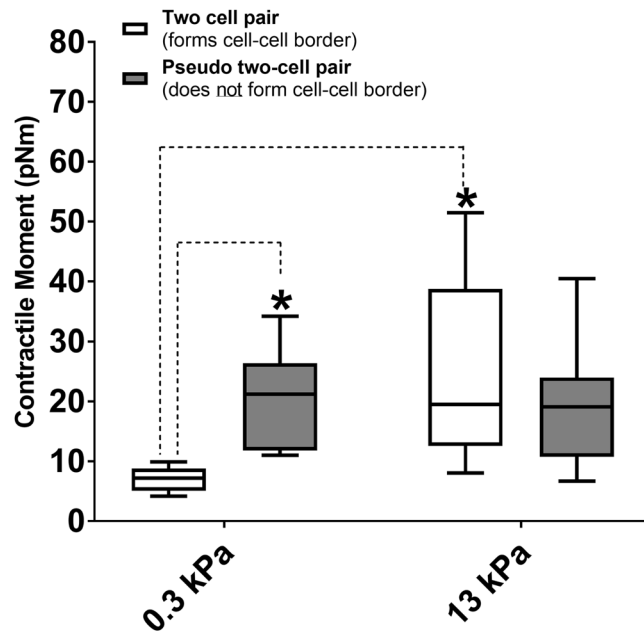 Two cell pair
(forms cell-cell border)
Pseudo two-cell pair
(does not form cell-cell border)
Contractile Moment (pNm)
80
70
60
50
40
30
20
10
0
*
*
0.3 kPa
13 kPa